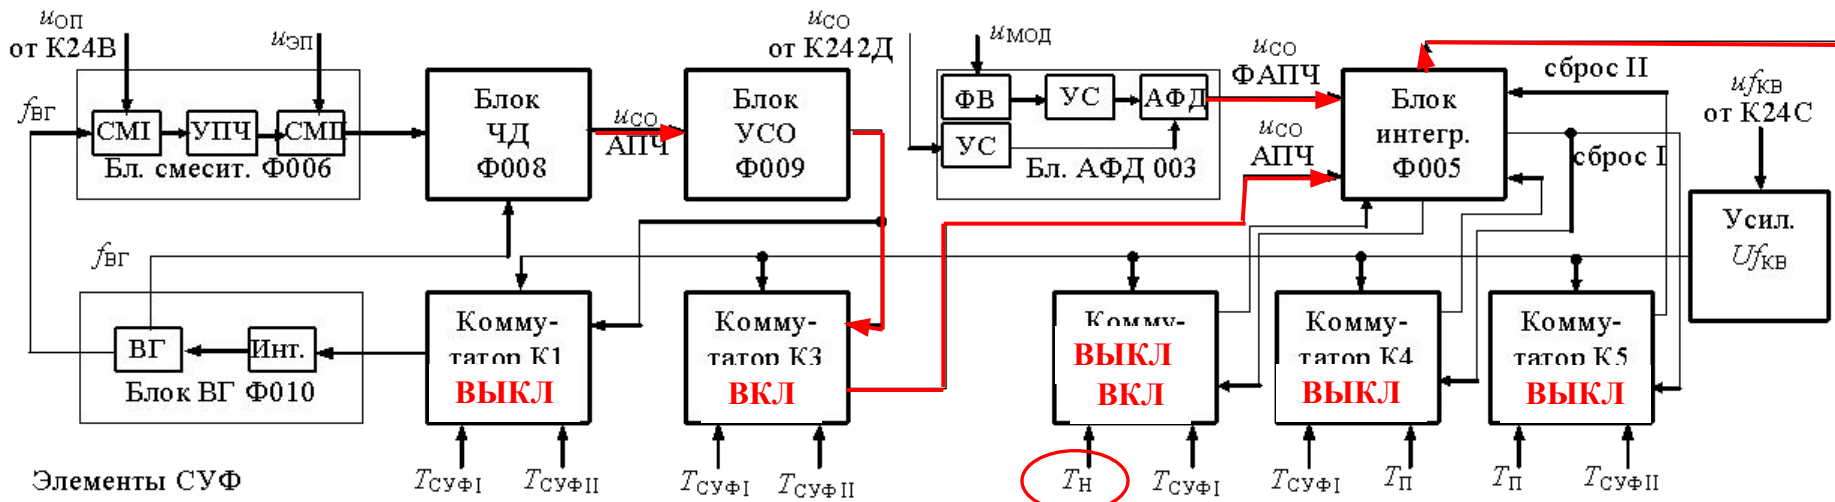 uОП
от К24В
uЭП
fВГ
СМI
УПЧ
СМII
Бл. смесит. Ф006
Блок
ЧД
Ф008
uСО
АПЧ
Блок
УСО
Ф009
uСО
от К242Д
uМОД
ФВ
УС
АФД
УС
Бл. АФД 003
uСО
ФАПЧ
uСО
АПЧ
Блок
интегр.
Ф005
сброс II
сброс I
ufКВ
от К24С
Усил.
UfКВ
fВГ
ВГ
Инт.
Блок ВГ Ф010
Комму-
татор К1
ВЫКЛ
Комму-
татор К3
ВКЛ
Комму-
ВЫКЛ
ВКЛ
Комму-
татор К4
ВЫКЛ
Комму-
татор К5
ВЫКЛ
Элементы СУФ
TСУФI
TСУФII
TСУФI
TСУФII
TН
TСУФI
TСУФI
TП
TП
TСУФII